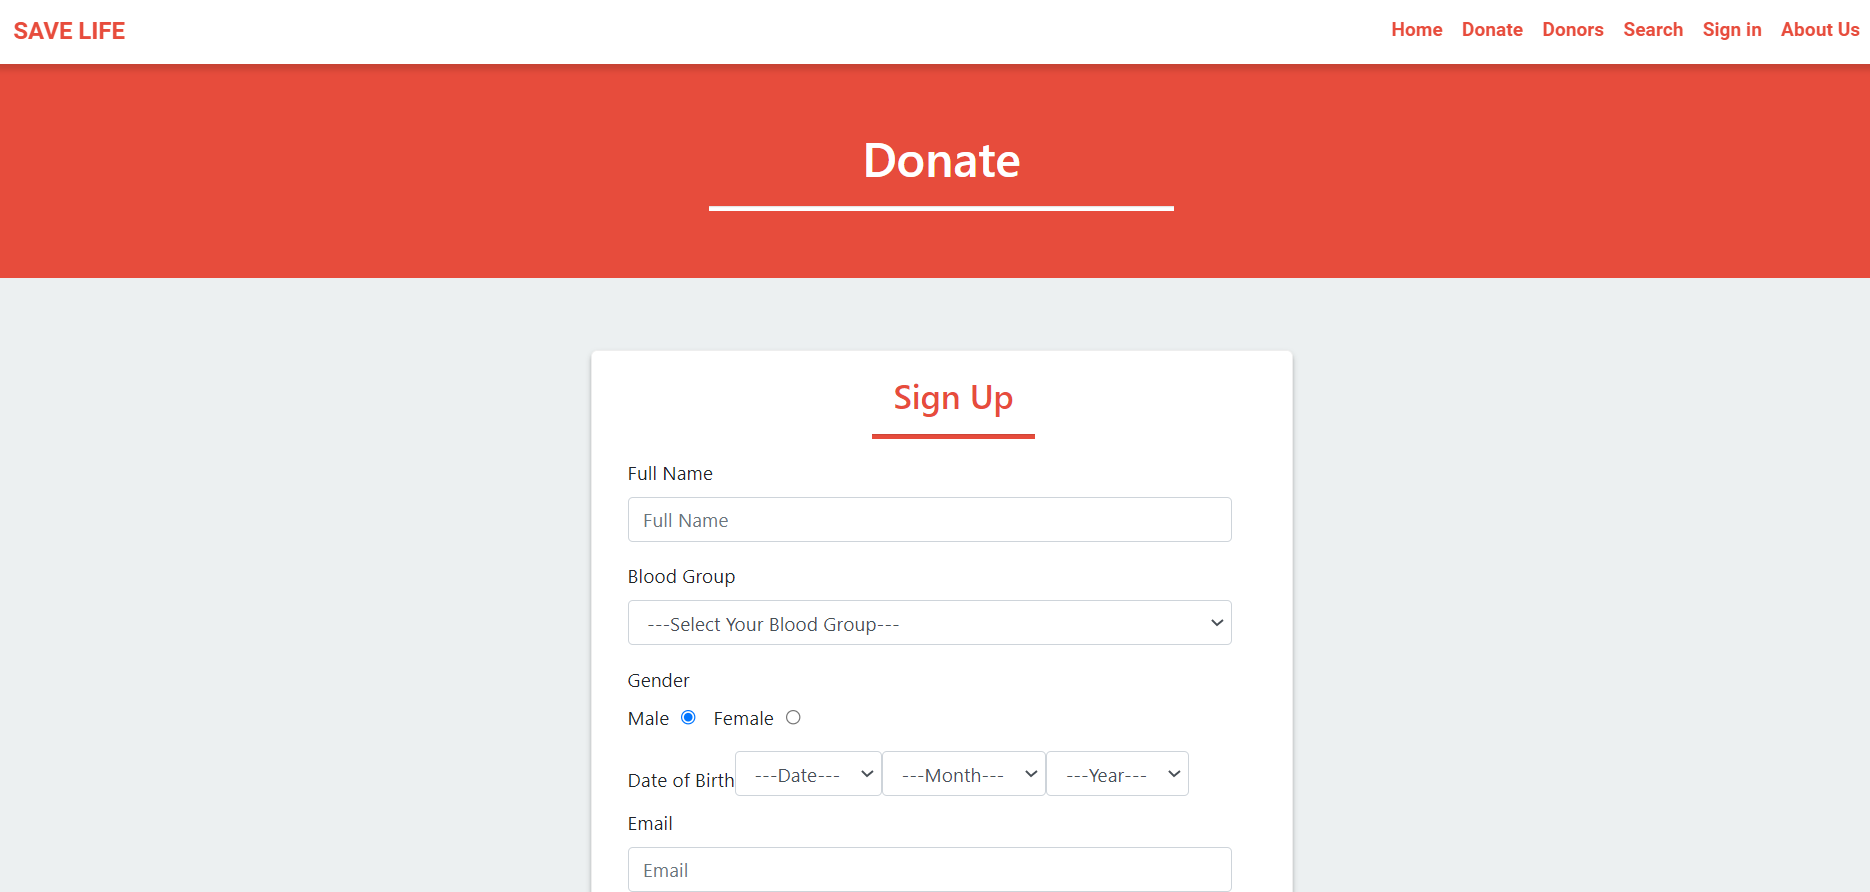 SAVE LIFE
Home Donate Donors Search Sign in About Us
Donate
Sign Up
Full Name
Full Name
Blood Group
---Select Your Blood Group---
Gender
Male Female
Date of Birth ---Date--- ---Month--- ---Year---
Email
Email